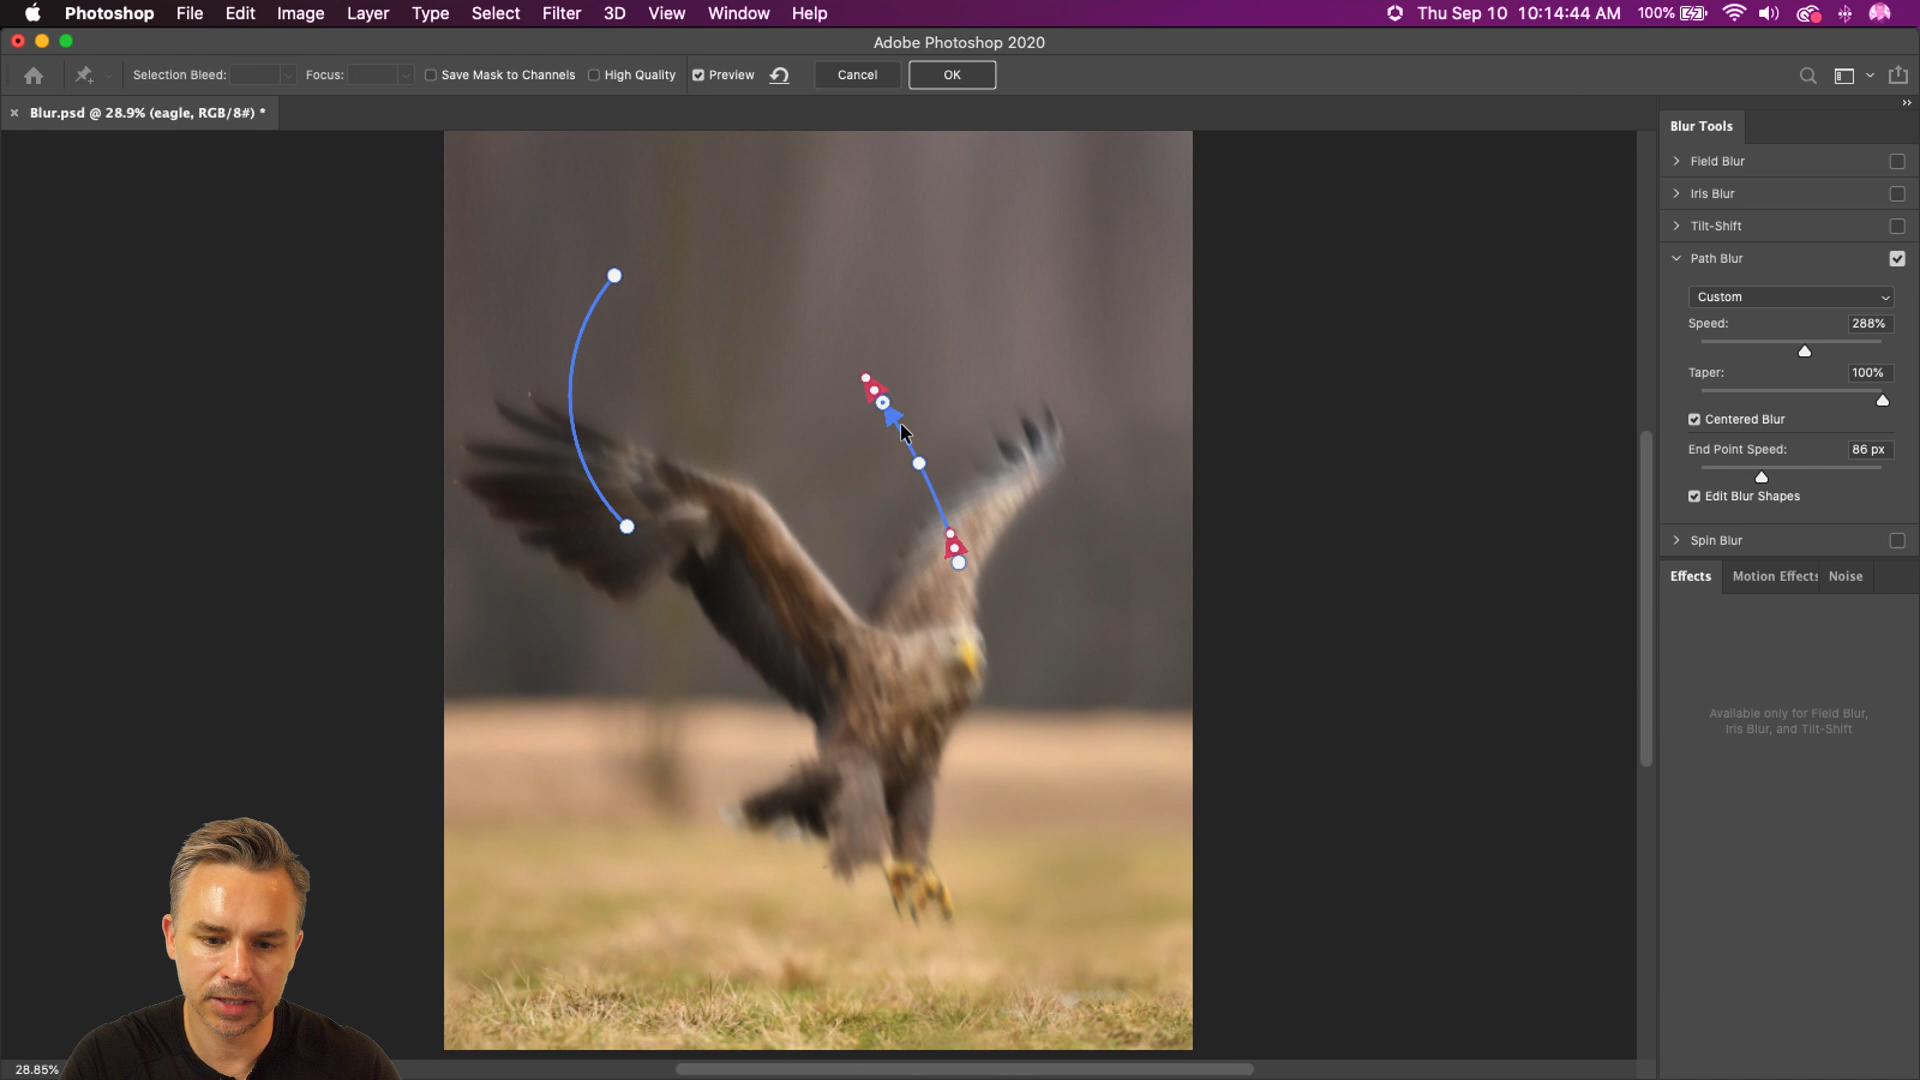 Photoshop File Edit Image Layer Type Select Filter 3D View Window Help Thu Sep 10 10:14:44 AM 100%
Adobe Photoshop 2020
Selection Bleed: Focus: Save Mask to Channels High Quality Preview Cancel OK
Blur.psd @ 28.9% (eagle, RGB/8#) *
Blur Tools
Field Blur
Iris Blur
Tilt-Shift
Path Blur
Custom
Speed: 288%
Taper: 100%
Centered Blur
End Point Speed: 86 px
Edit Blur Shapes
Spin Blur
Effects Motion Effects Noise
Available only for Field Blur,
Iris Blur, and Tilt-Shift
28.85%